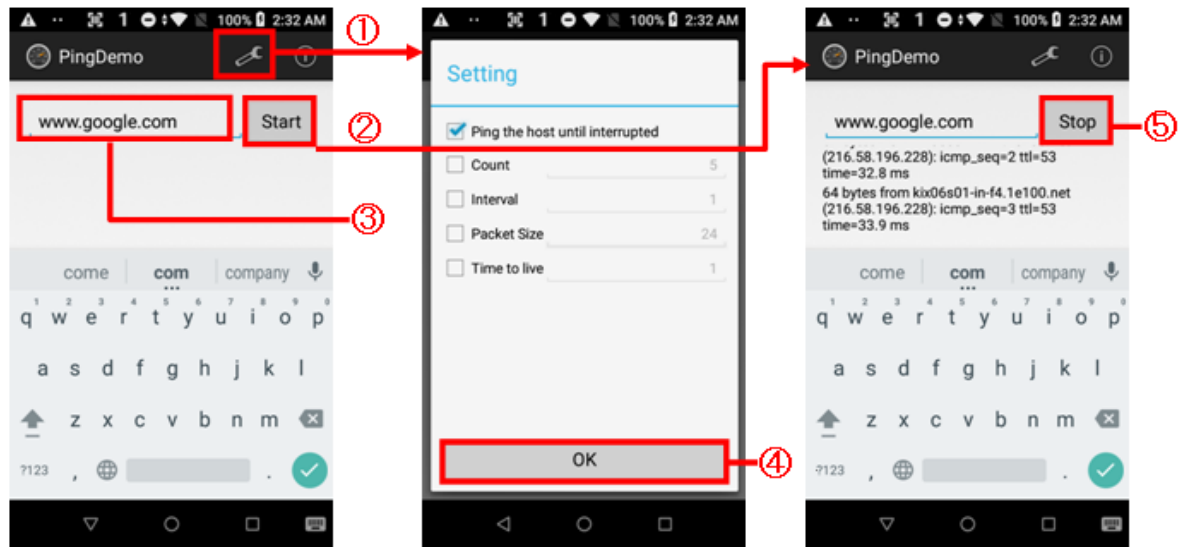 1 100% 2:32 AM
PingDemo
①
www.google.com Start
②
③
come com company
1 2 3 4 5 6 7 8 9 0
q w e r t y u i o p
a s d f g h j k l
z x c v b n m
?123 , .
1 100% 2:32 AM
Setting
Ping the host until interrupted
Count 5
Interval 1
Packet Size 24
Time to live 1
OK
④
1 100% 2:32 AM
PingDemo
www.google.com Stop
⑤
(216.58.196.228): icmp_seq=2 ttl=53
time=32.8 ms
64 bytes from kix06s01-in-f4.1e100.net
(216.58.196.228): icmp_seq=3 ttl=53
time=33.9 ms
come com company
1 2 3 4 5 6 7 8 9 0
q w e r t y u i o p
a s d f g h j k l
z x c v b n m
?123 , .